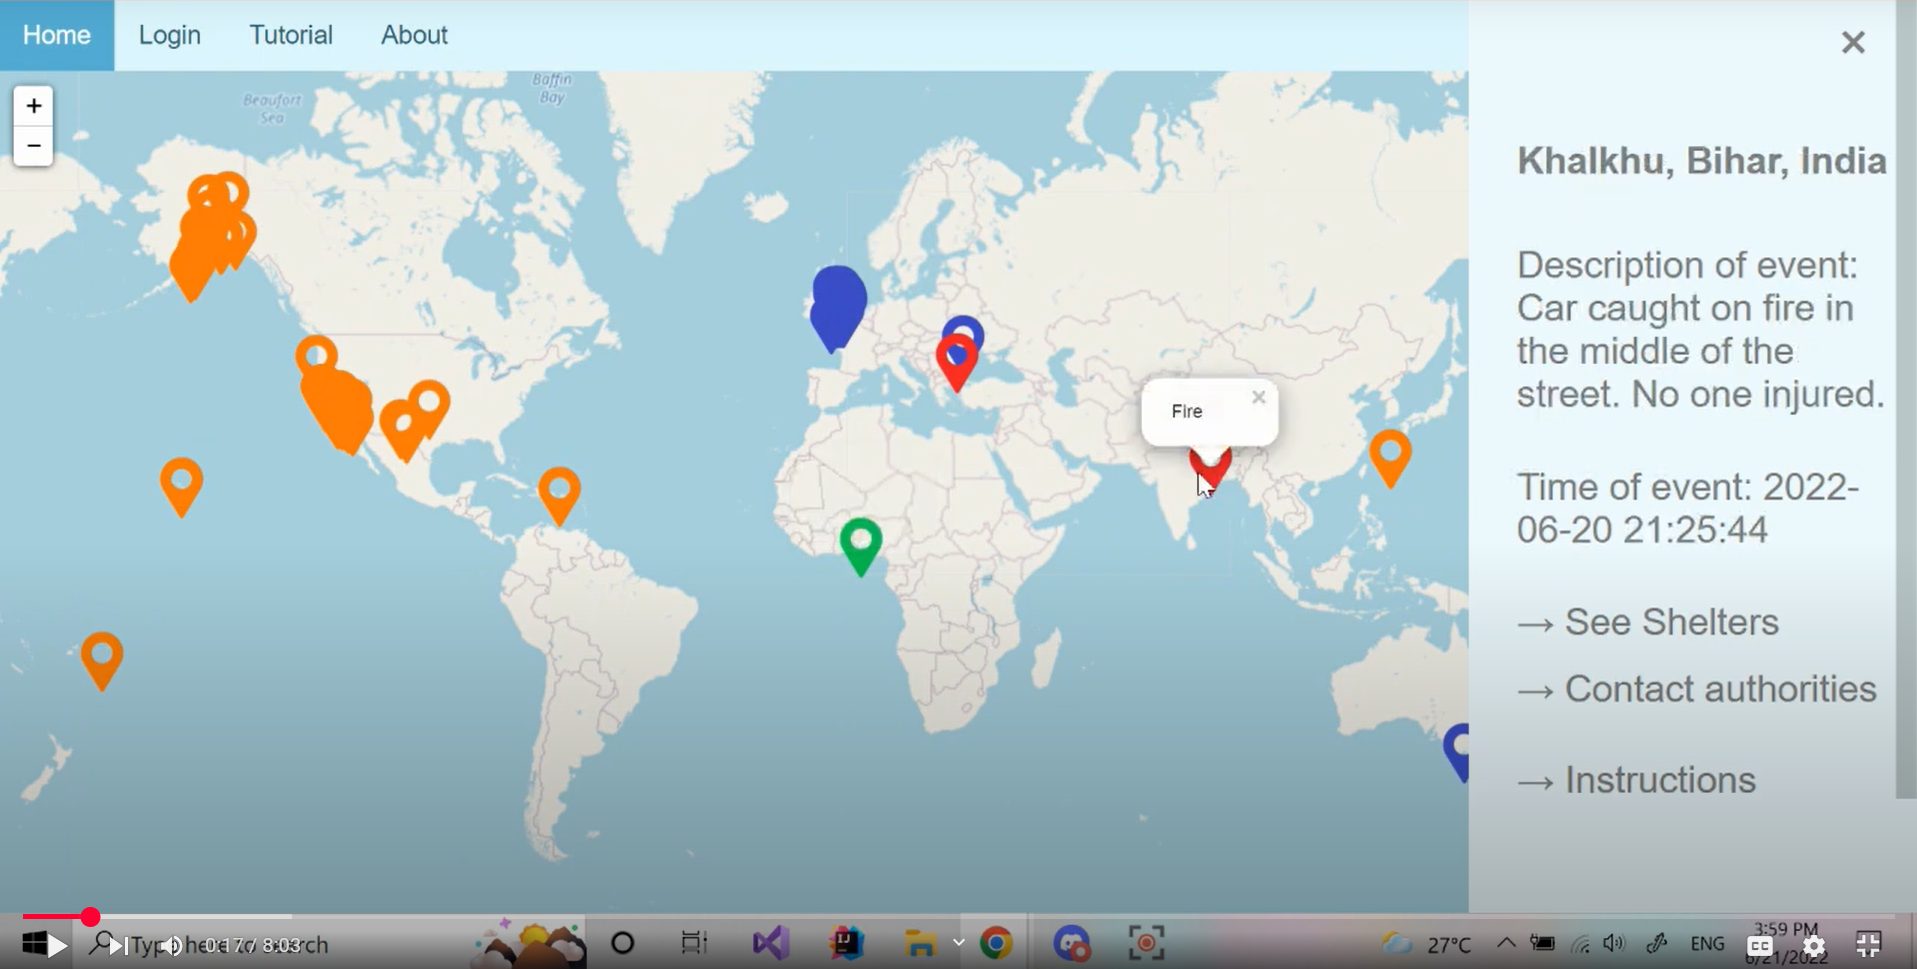 Home Login Tutorial About
×
+
−
Beaufort
Sea
Baffin
Bay
Fire ×
Khalkhu, Bihar, India
Description of event:
Car caught on fire in
the middle of the
street. No one injured.
Time of event: 2022-
06-20 21:25:44
→ See Shelters
→ Contact authorities
→ Instructions
Type here to search
0:17 / 8:03
27°C
ENG
3:59 PM
6/21/2022
CC
IJ